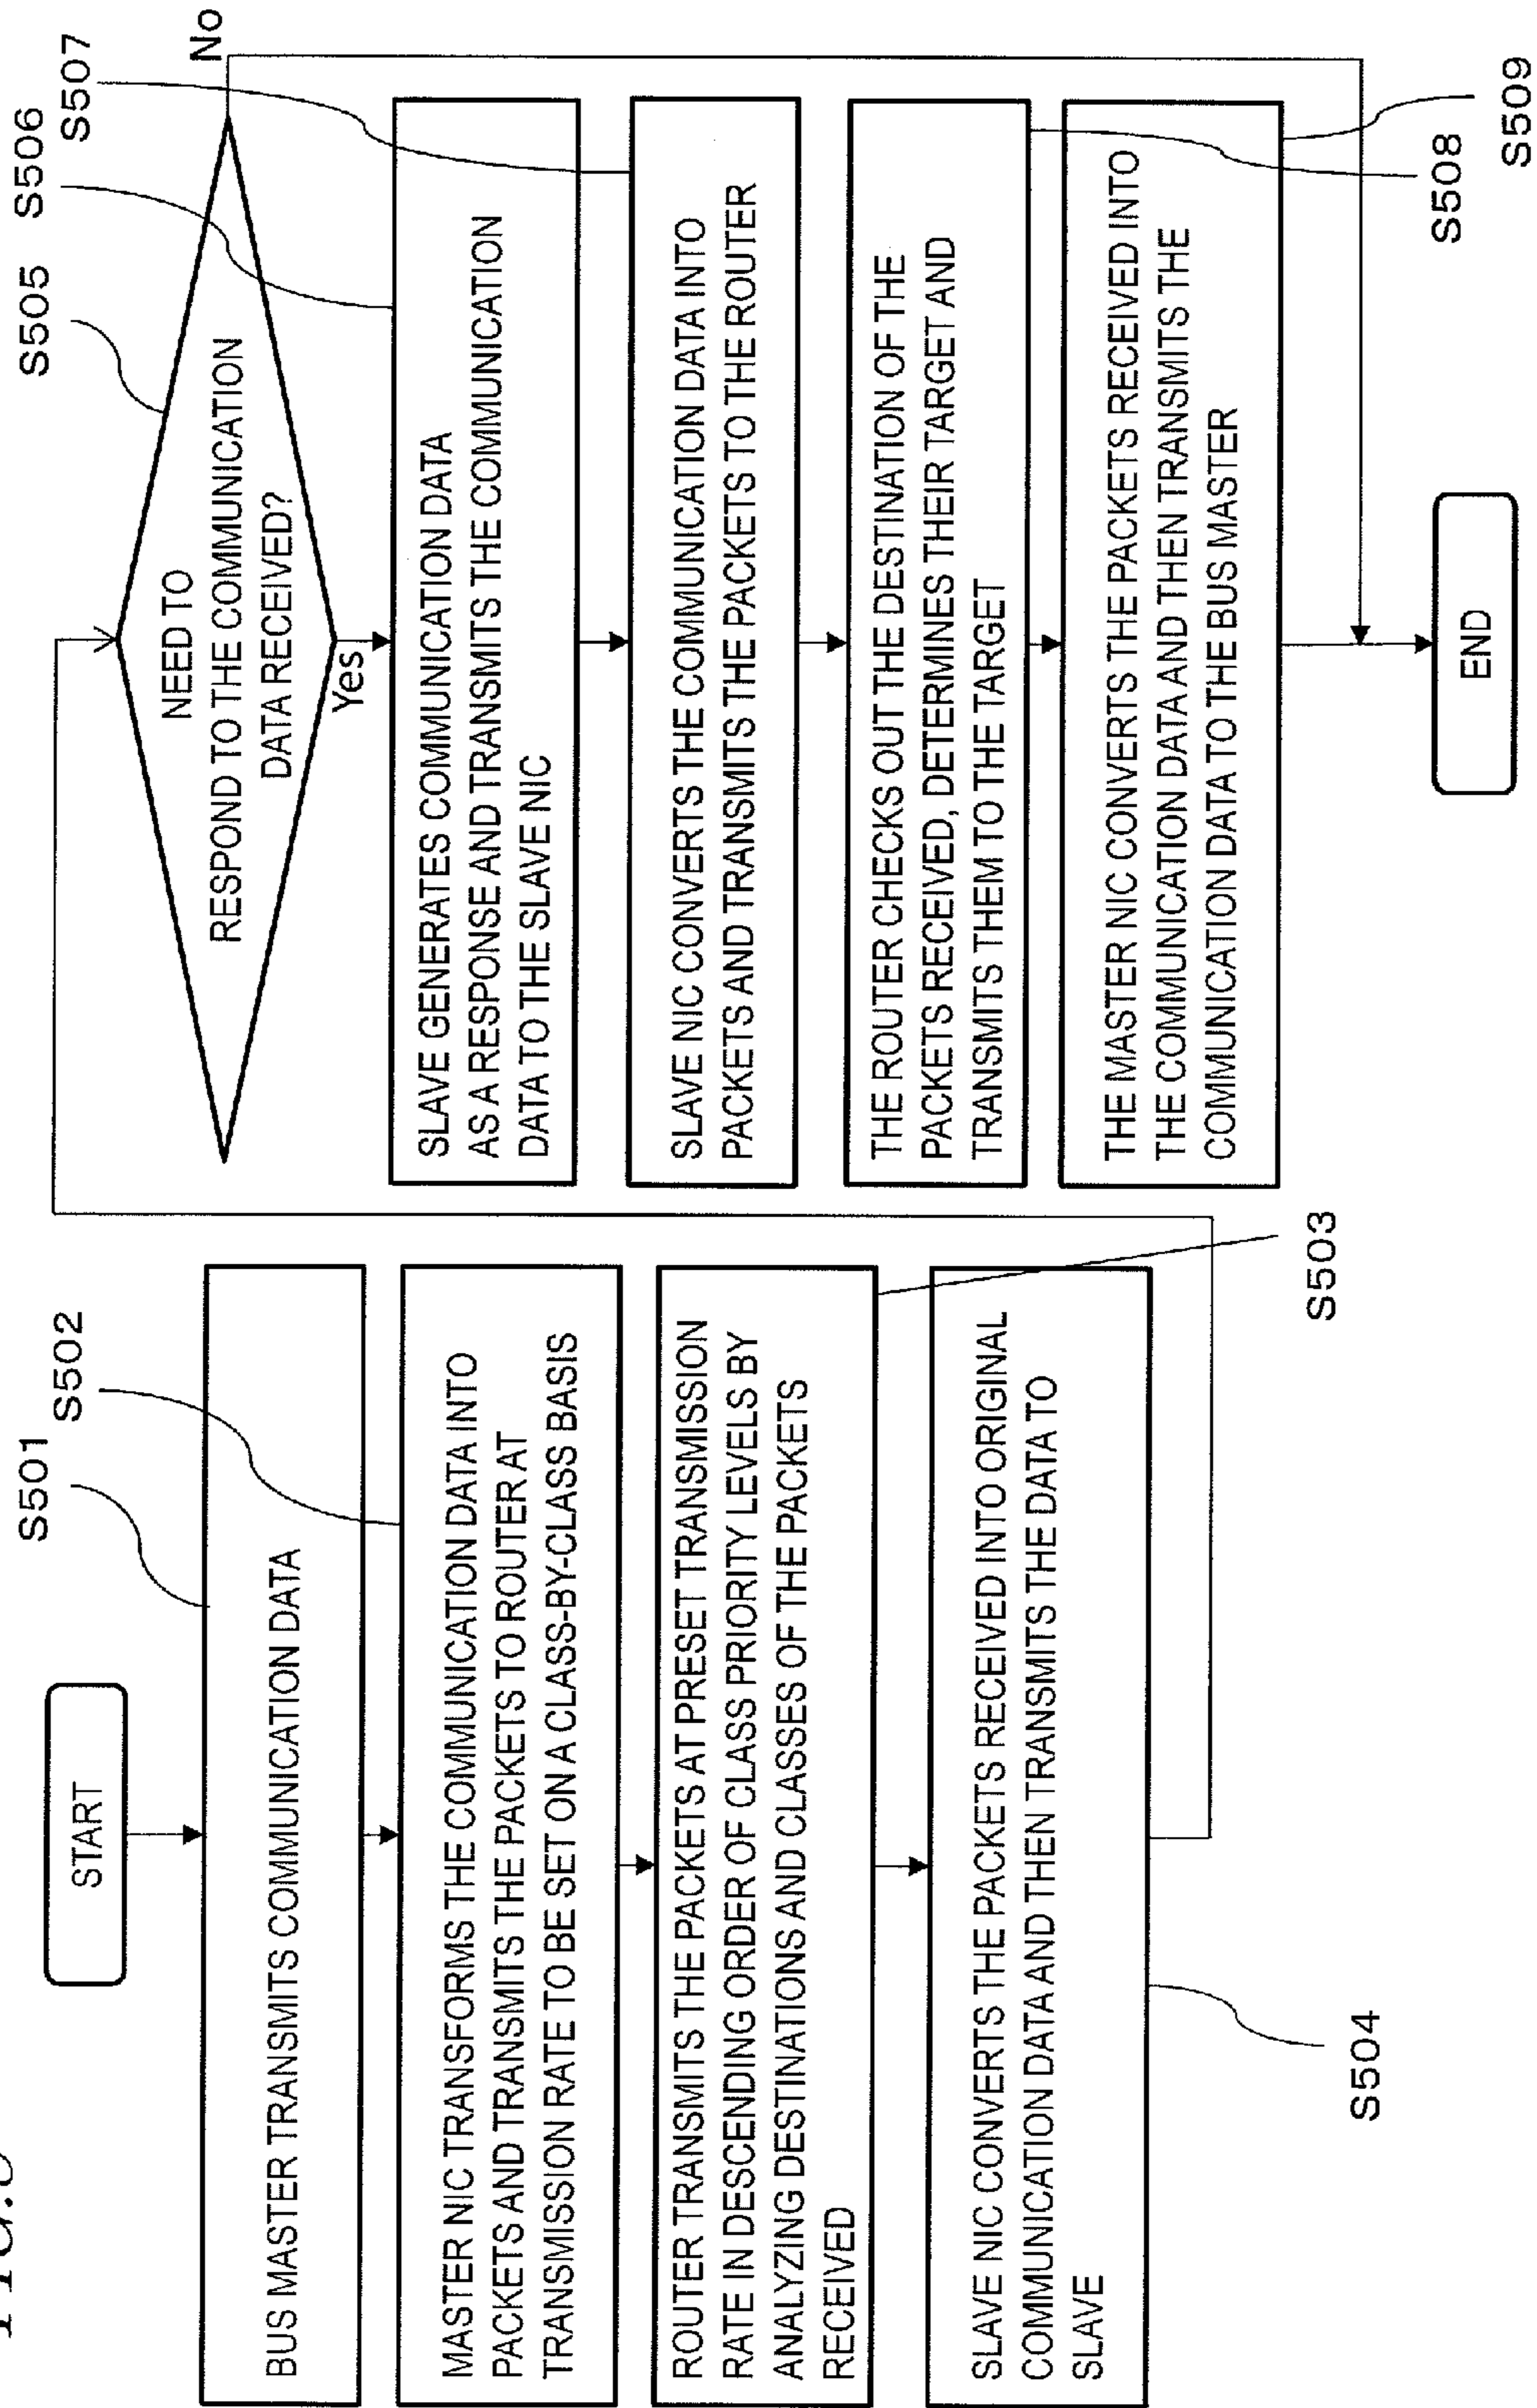 START
S501
BUS MASTER TRANSMITS COMMUNICATION DATA
S502
MASTER NIC TRANSFORMS THE COMMUNICATION DATA INTO
PACKETS AND TRANSMITS THE PACKETS TO ROUTER AT
TRANSMISSION RATE TO BE SET ON A CLASS-BY-CLASS BASIS
ROUTER TRANSMITS THE PACKETS AT PRESET TRANSMISSION
RATE IN DESCENDING ORDER OF CLASS PRIORITY LEVELS BY
ANALYZING DESTINATIONS AND CLASSES OF THE PACKETS
RECEIVED
S503
SLAVE NIC CONVERTS THE PACKETS RECEIVED INTO ORIGINAL
COMMUNICATION DATA AND THEN TRANSMITS THE DATA TO
SLAVE
S504
S505
NEED TO
RESPOND TO THE COMMUNICATION
DATA RECEIVED?
No
Yes
S506
SLAVE GENERATES COMMUNICATION DATA
AS A RESPONSE AND TRANSMITS THE COMMUNICATION
DATA TO THE SLAVE NIC
S507
SLAVE NIC CONVERTS THE COMMUNICATION DATA INTO
PACKETS AND TRANSMITS THE PACKETS TO THE ROUTER
THE ROUTER CHECKS OUT THE DESTINATION OF THE
PACKETS RECEIVED, DETERMINES THEIR TARGET AND
TRANSMITS THEM TO THE TARGET
S508
THE MASTER NIC CONVERTS THE PACKETS RECEIVED INTO
THE COMMUNICATION DATA AND THEN TRANSMITS THE
COMMUNICATION DATA TO THE BUS MASTER
S509
END